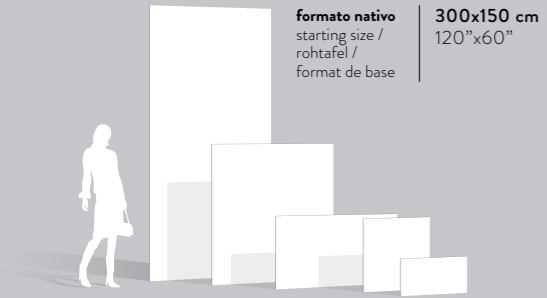 formato nativo
starting size /
rohtafel /
format de base
300x150 cm
120”x60”